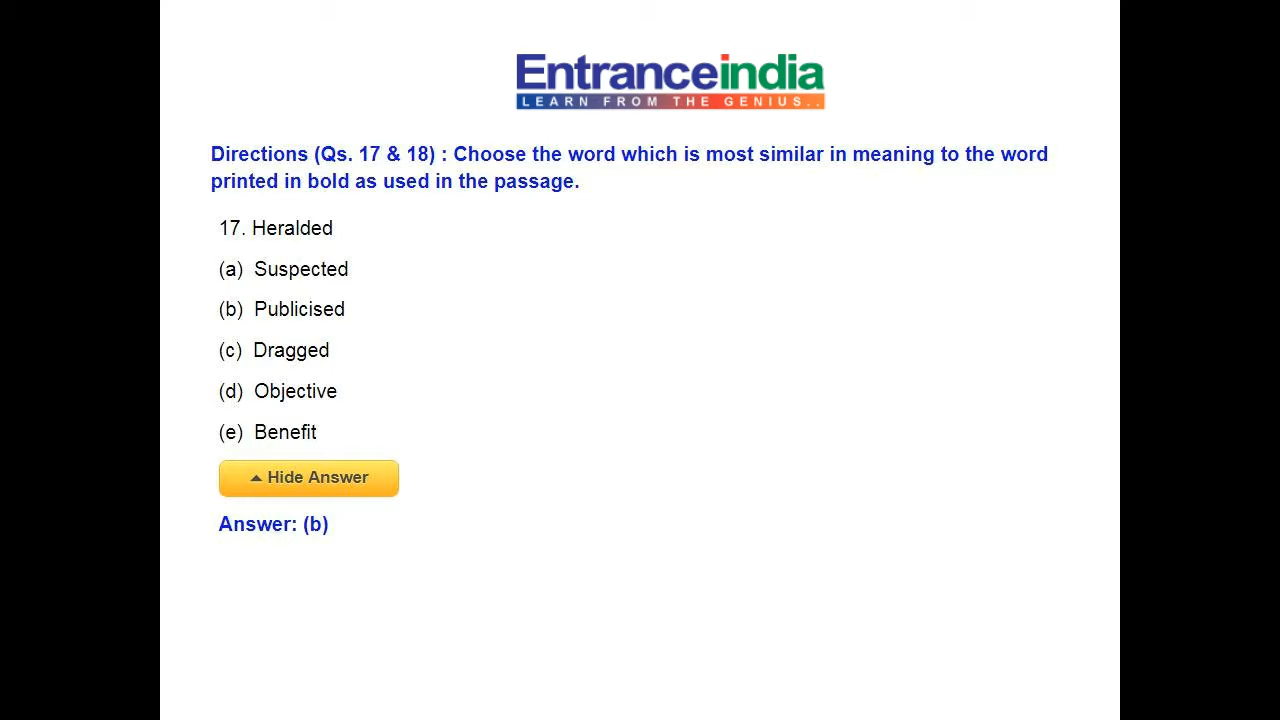 Entranceindia
LEARN FROM THE GENIUS..
Directions (Qs. 17 & 18) : Choose the word which is most similar in meaning to the word
printed in bold as used in the passage.
17. Heralded
(a) Suspected
(b) Publicised
(c) Dragged
(d) Objective
(e) Benefit
Hide Answer
Answer: (b)